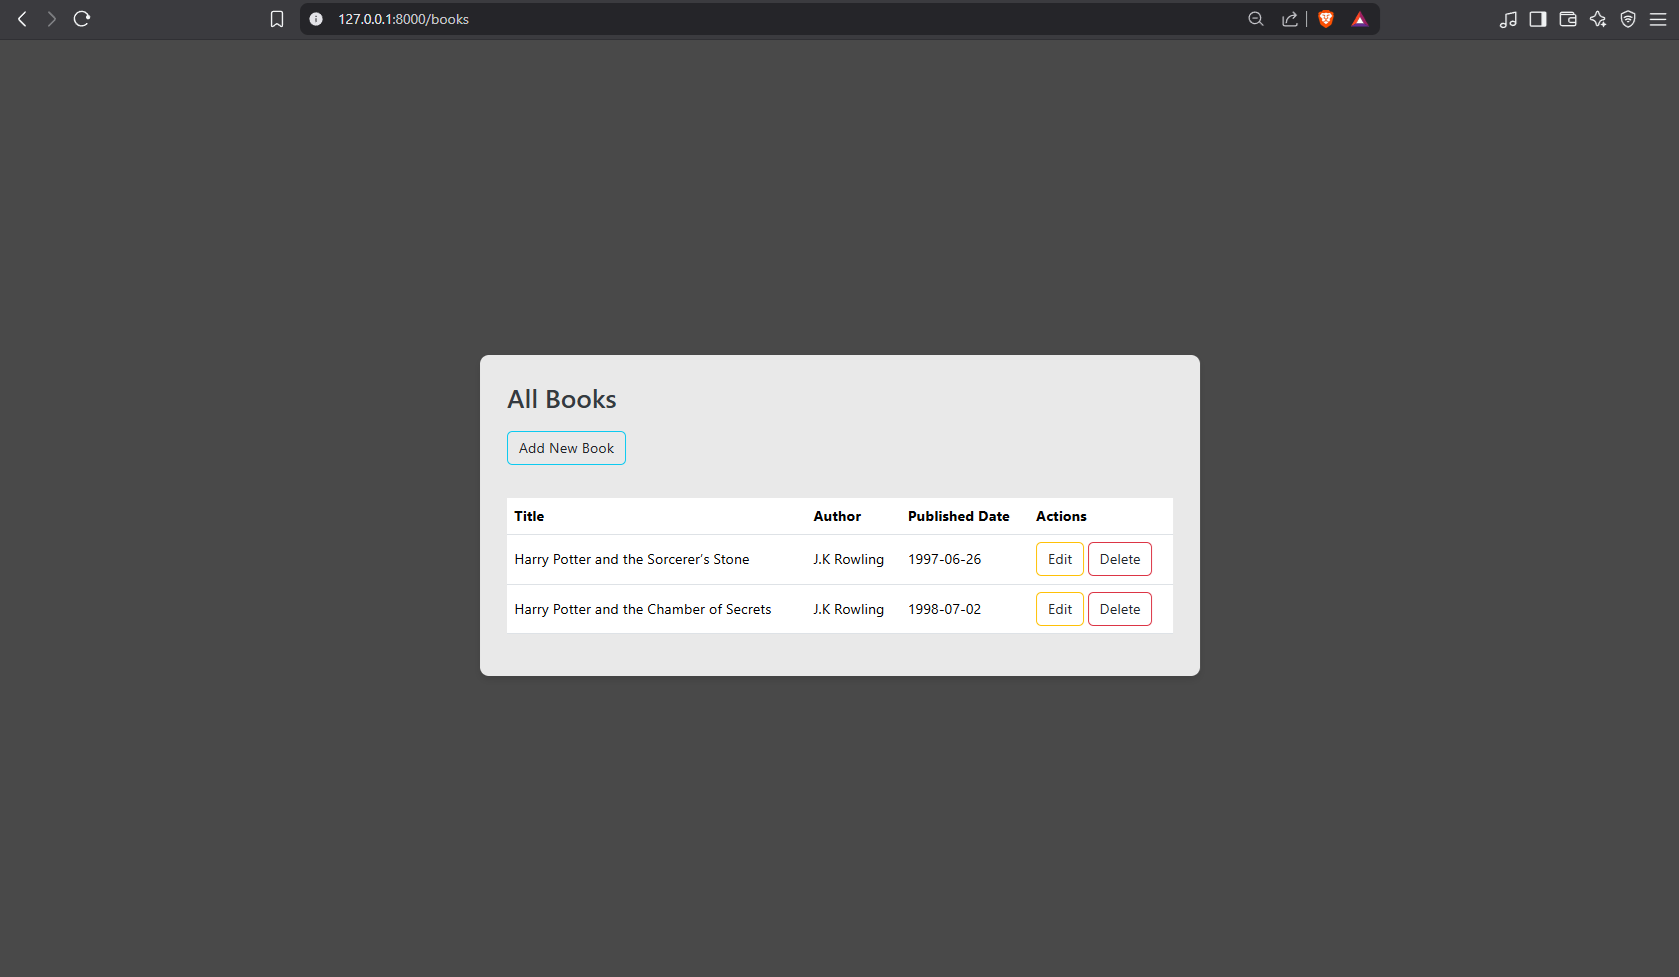 127.0.0.1:8000/books
All Books
Add New Book
Title Author Published Date Actions
Harry Potter and the Sorcerer's Stone J.K Rowling 1997-06-26 Edit Delete
Harry Potter and the Chamber of Secrets J.K Rowling 1998-07-02 Edit Delete